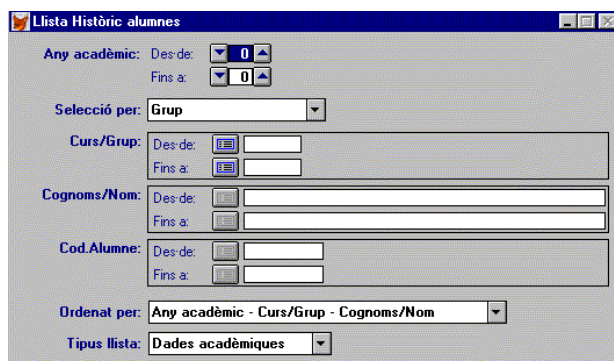 Llista Històric alumnes
Any acadèmic: Des·de: 0
Fins a: 0
Selecció per: Grup
Curs/Grup: Des·de:
Fins a:
Cognoms/Nom: Des·de:
Fins a:
Cod.Alumne: Des·de:
Fins a:
Ordenat per: Any acadèmic - Curs/Grup - Cognoms/Nom
Tipus llista: Dades acadèmiques